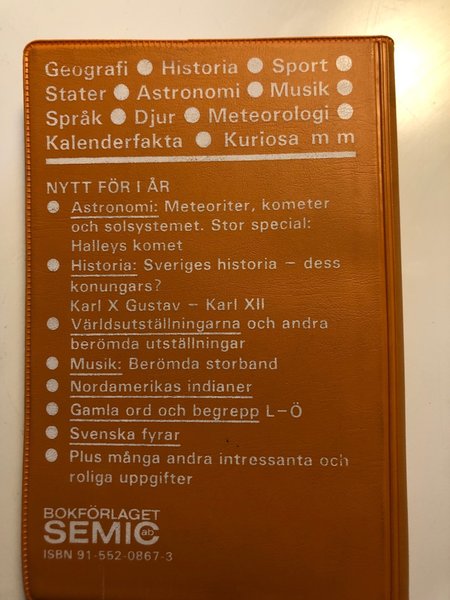 Geografi ● Historia ● Sport ●
Stater ● Astronomi ● Musik ●
Språk ● Djur ● Meteorologi ●
Kalenderfakta ● Kuriosa m m
NYTT FÖR I ÅR
● Astronomi: Meteoriter, kometer
och solsystemet. Stor special:
Halleys komet
● Historia: Sveriges historia – dess
konungars?
Karl X Gustav – Karl XII
● Världsutställningarna och andra
berömda utställningar
● Musik: Berömda storband
● Nordamerikas indianer
● Gamla ord och begrepp L–Ö
● Svenska fyrar
● Plus många andra intressanta och
roliga uppgifter
BOKFÖRLAGET
SEMIC ab
ISBN 91-552-0867-3